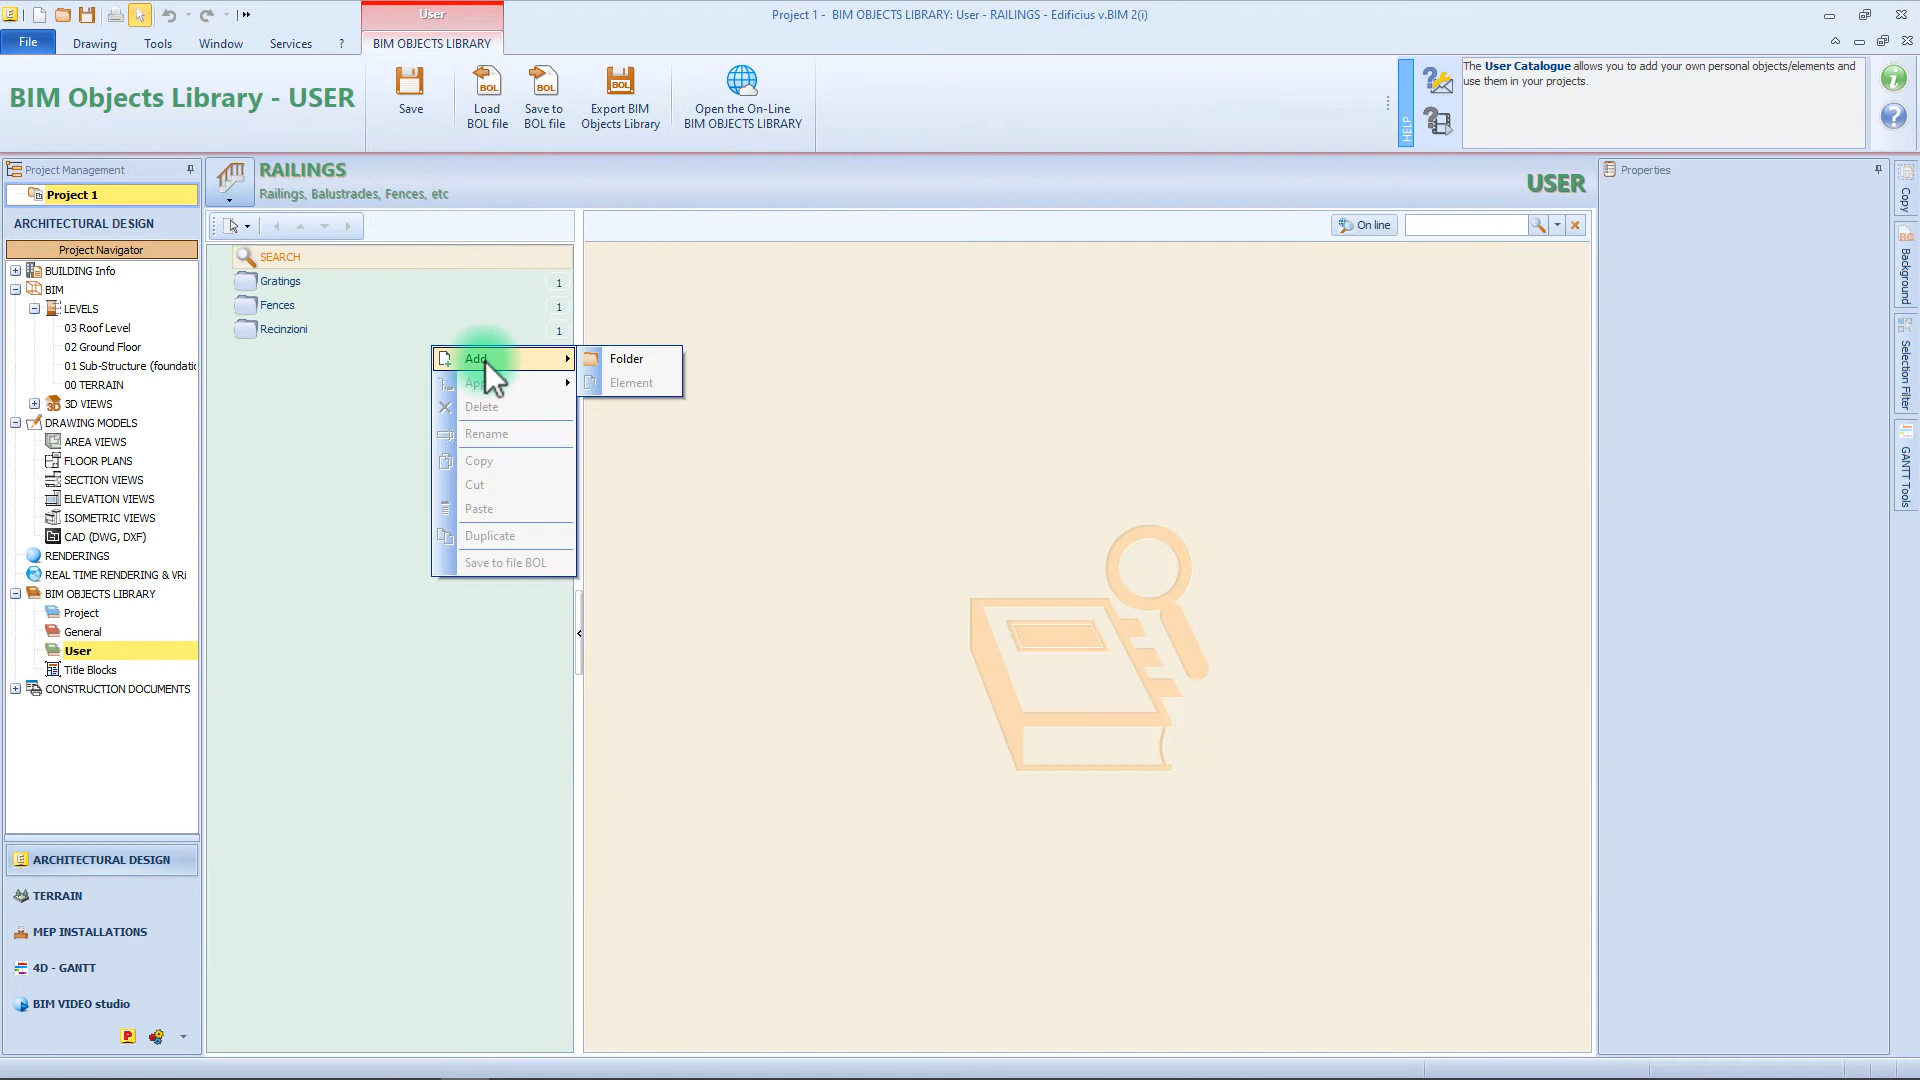 User
Project 1 - BIM OBJECTS LIBRARY: User - RAILINGS - Edificius v.BIM 2(i)
File
Drawing
Tools
Window
Services
?
BIM OBJECTS LIBRARY
BIM Objects Library - USER
Save
Load
BOL file
Save to
BOL file
Export BIM
Objects Library
Open the On-Line
BIM OBJECTS LIBRARY
HELP
The User Catalogue allows you to add your own personal objects/elements and
use them in your projects.
Project Management
Project 1
ARCHITECTURAL DESIGN
Project Navigator
BUILDING Info
BIM
LEVELS
03 Roof Level
02 Ground Floor
01 Sub-Structure (foundatio
00 TERRAIN
3D VIEWS
DRAWING MODELS
AREA VIEWS
FLOOR PLANS
SECTION VIEWS
ELEVATION VIEWS
ISOMETRIC VIEWS
CAD (DWG, DXF)
RENDERINGS
REAL TIME RENDERING & VRi
BIM OBJECTS LIBRARY
Project
General
User
Title Blocks
CONSTRUCTION DOCUMENTS
ARCHITECTURAL DESIGN
TERRAIN
MEP INSTALLATIONS
4D - GANTT
BIM VIDEO studio
RAILINGS
Railings, Balustrades, Fences, etc
USER
On line
SEARCH
Gratings 1
Fences 1
Recinzioni 1
Add
Folder
Element
Delete
Rename
Copy
Cut
Paste
Duplicate
Save to file BOL
Properties
Copy
Background
Selection Filter
GANTT Tools